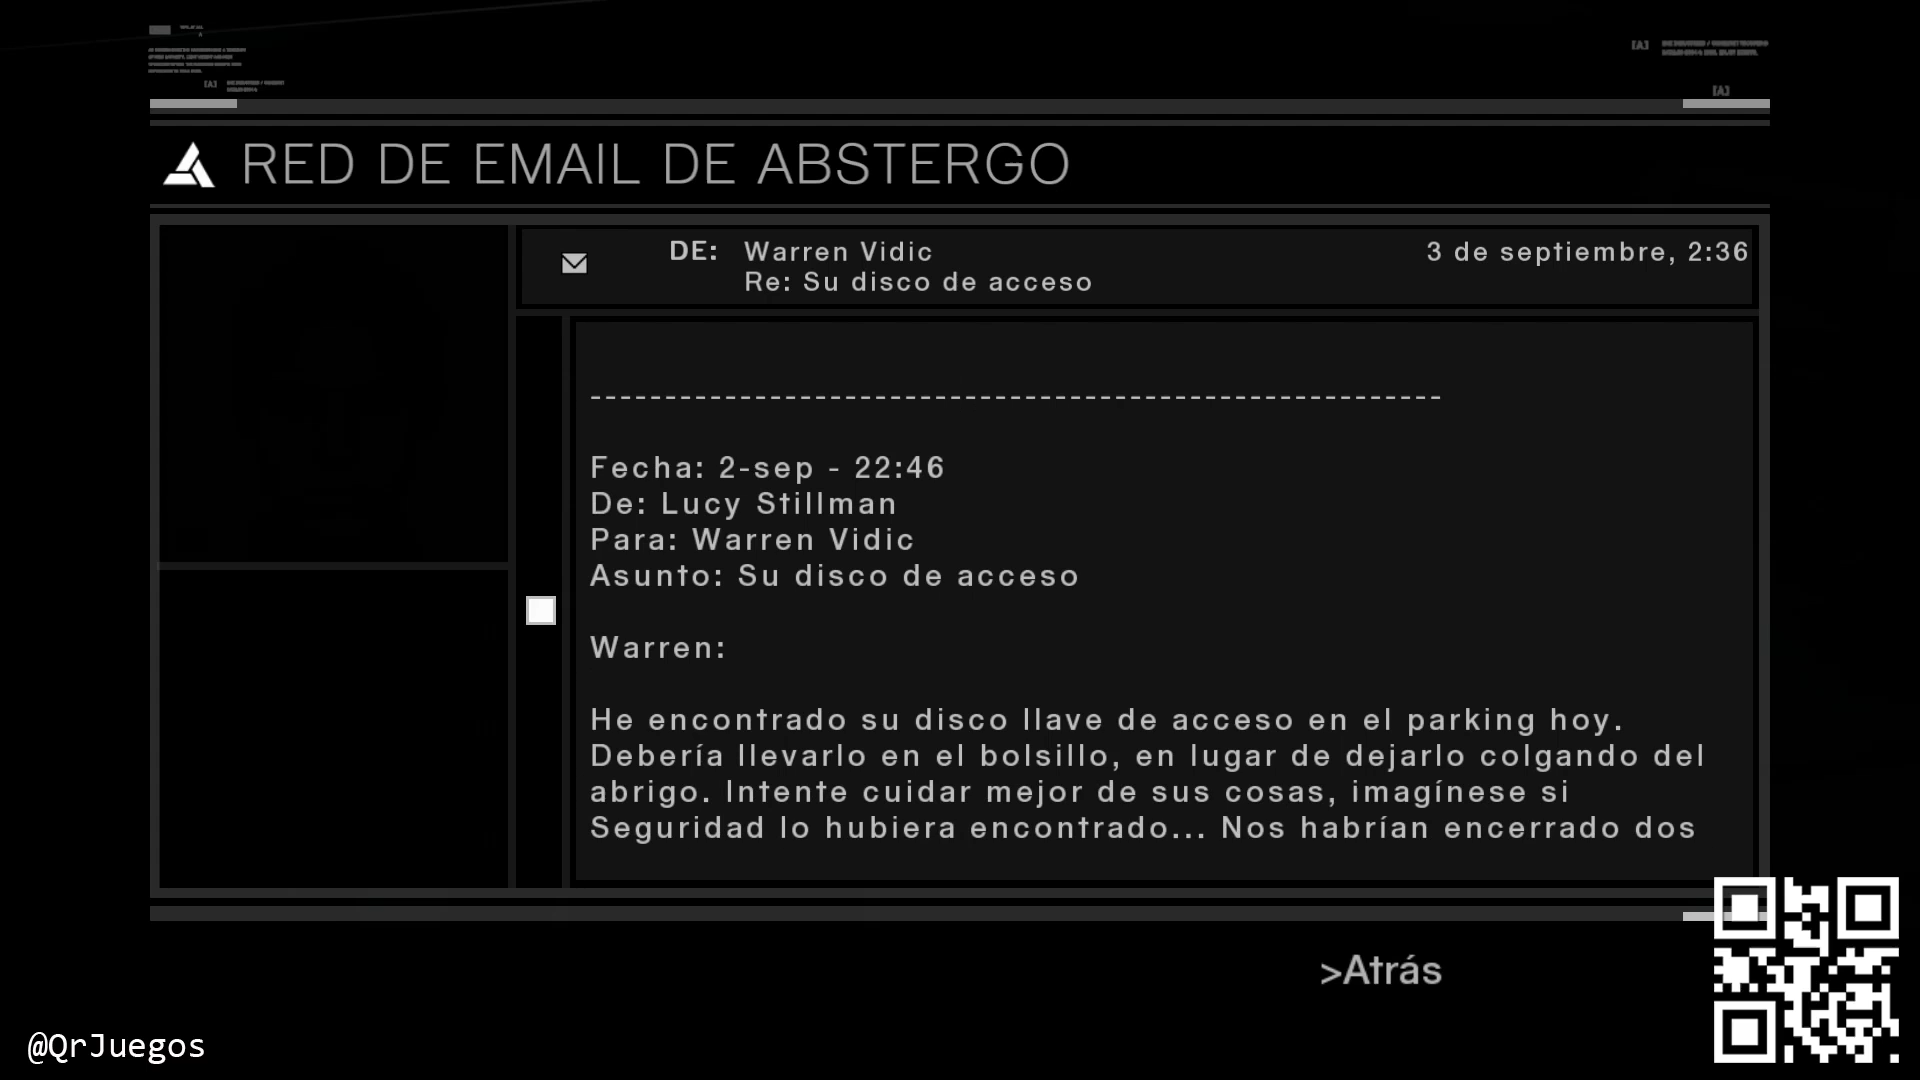 [A]
[A]
[A]
RED DE EMAIL DE ABSTERGO
DE: Warren Vidic 3 de septiembre, 2:36
Re: Su disco de acceso
---------------------------------------------------------
Fecha: 2-sep - 22:46
De: Lucy Stillman
Para: Warren Vidic
Asunto: Su disco de acceso
Warren:
He encontrado su disco llave de acceso en el parking hoy.
Debería llevarlo en el bolsillo, en lugar de dejarlo colgando del
abrigo. Intente cuidar mejor de sus cosas, imagínese si
Seguridad lo hubiera encontrado... Nos habrían encerrado dos
>Atrás
@QrJuegos